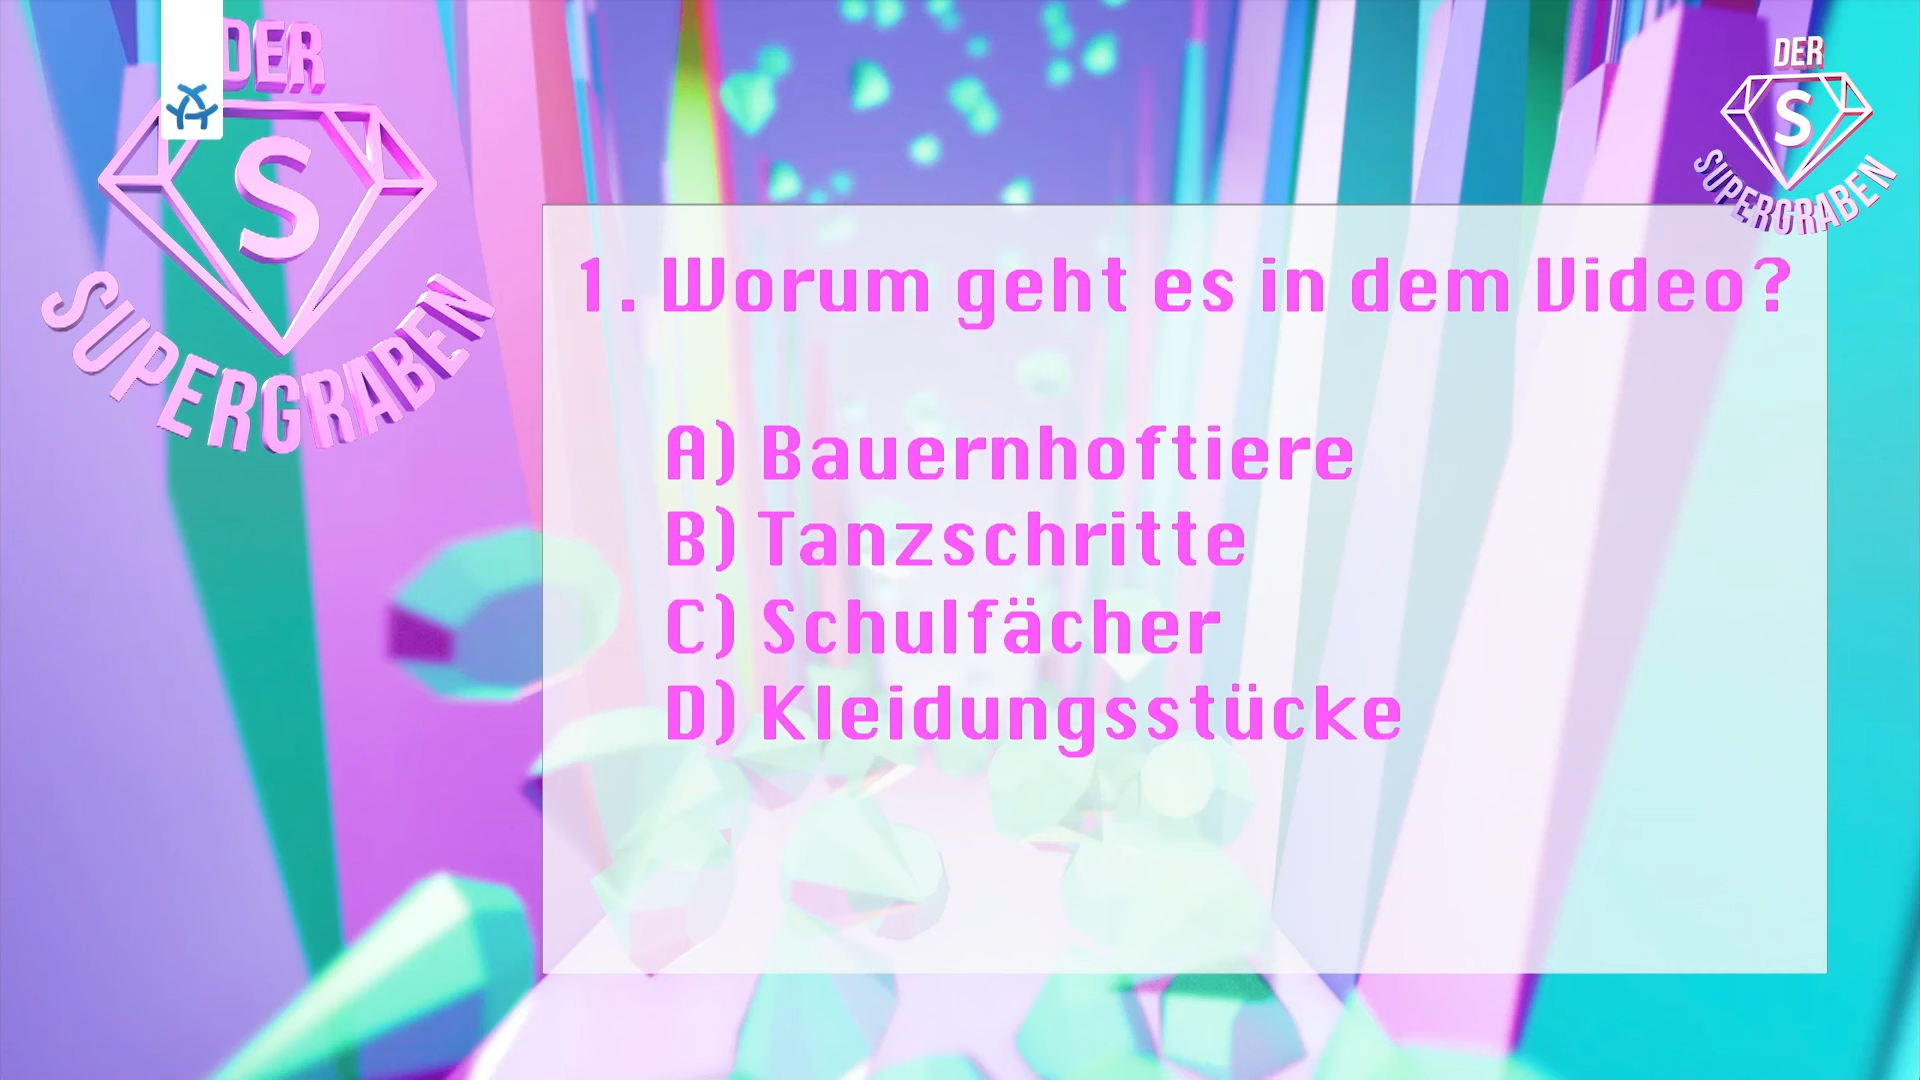 DER
S
SUPERGRABEN
DER
S
SUPERGRABEN
1. Worum geht es in dem Video?
A) Bauernhoftiere
B) Tanzschritte
C) Schulfächer
D) Kleidungsstücke